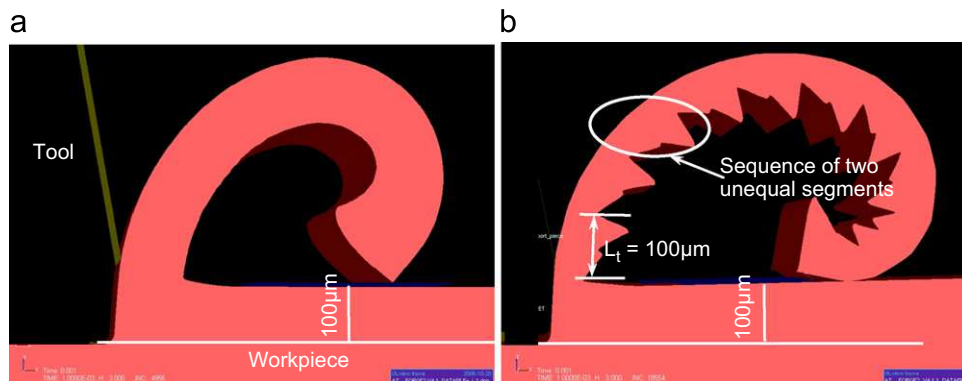 a
b
Tool
Sequence of two
unequal segments
Lt = 100µm
100µm
100µm
Workpiece